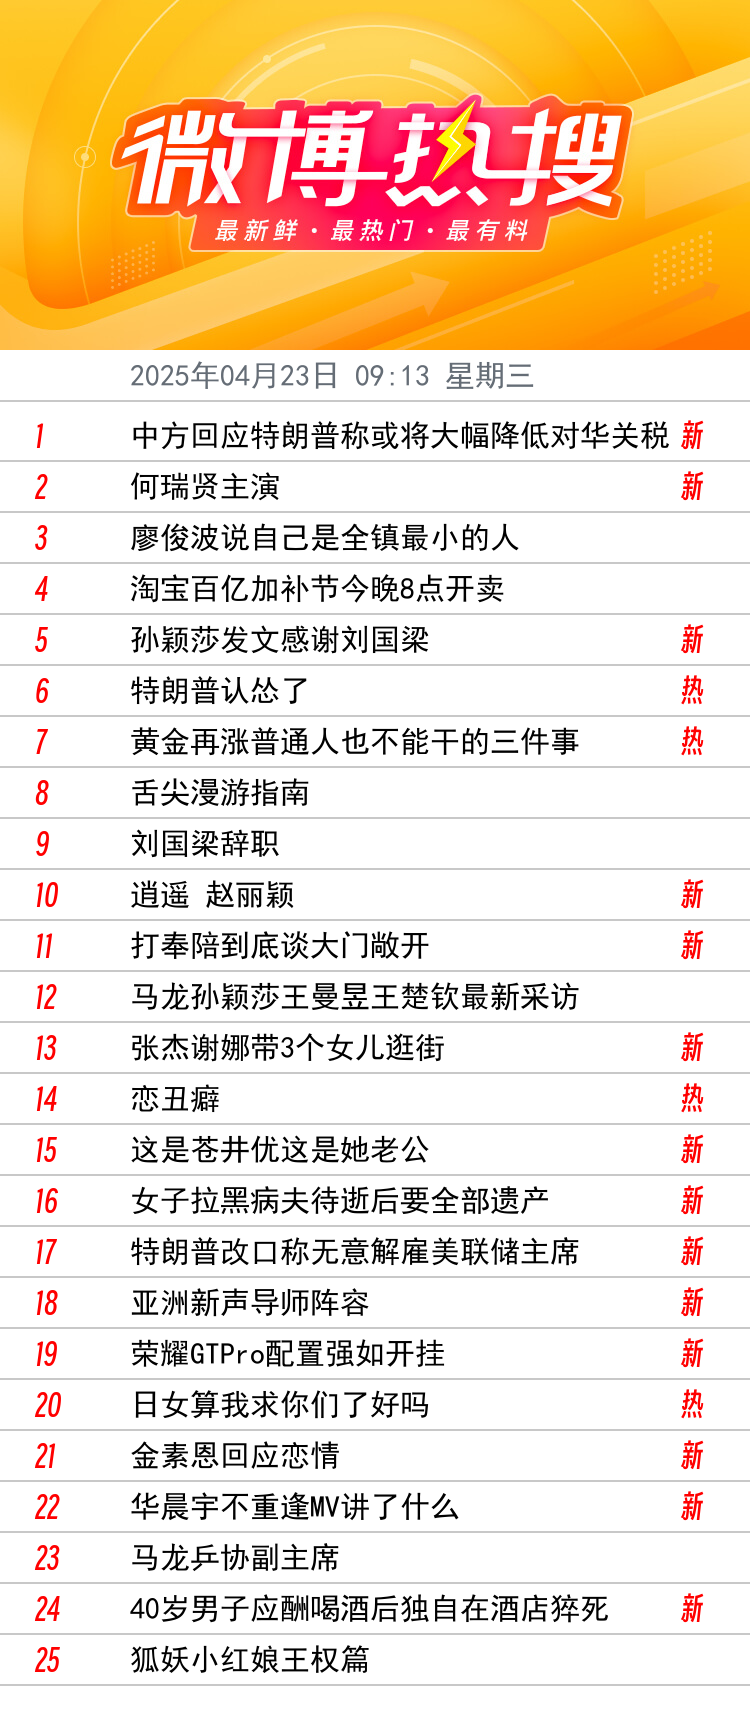 微博热搜
最新鲜·最热门·最有料
2025年04月23日 09:13 星期三
1 中方回应特朗普称或将大幅降低对华关税 新
2 何瑞贤主演 新
3 廖俊波说自己是全镇最小的人
4 淘宝百亿加补节今晚8点开卖
5 孙颖莎发文感谢刘国梁 新
6 特朗普认怂了 热
7 黄金再涨普通人也不能干的三件事 热
8 舌尖漫游指南
9 刘国梁辞职
10 逍遥 赵丽颖 新
11 打奉陪到底谈大门敞开 新
12 马龙孙颖莎王曼昱王楚钦最新采访
13 张杰谢娜带3个女儿逛街 新
14 恋丑癖 热
15 这是苍井优这是她老公 新
16 女子拉黑病夫待逝后要全部遗产 新
17 特朗普改口称无意解雇美联储主席 新
18 亚洲新声导师阵容 新
19 荣耀GTPro配置强如开挂 新
20 日女算我求你们了好吗 热
21 金素恩回应恋情 新
22 华晨宇不重逢MV讲了什么 新
23 马龙乒协副主席
24 40岁男子应酬喝酒后独自在酒店猝死 新
25 狐妖小红娘王权篇